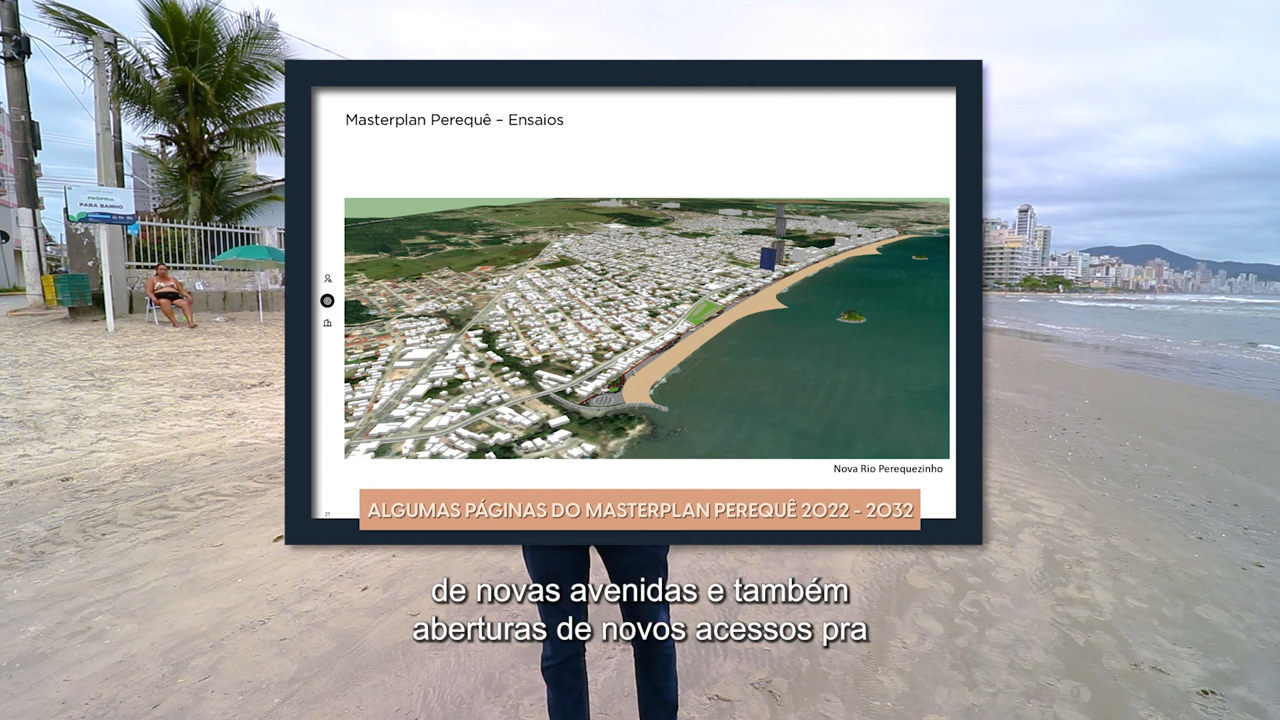 Masterplan Perequê – Ensaios
PRÓPRIA
PARA BANHO
Nova Rio Perequezinho
21
ALGUMAS PÁGINAS DO MASTERPLAN PEREQUÊ 2022 - 2032
de novas avenidas e também
aberturas de novos acessos pra